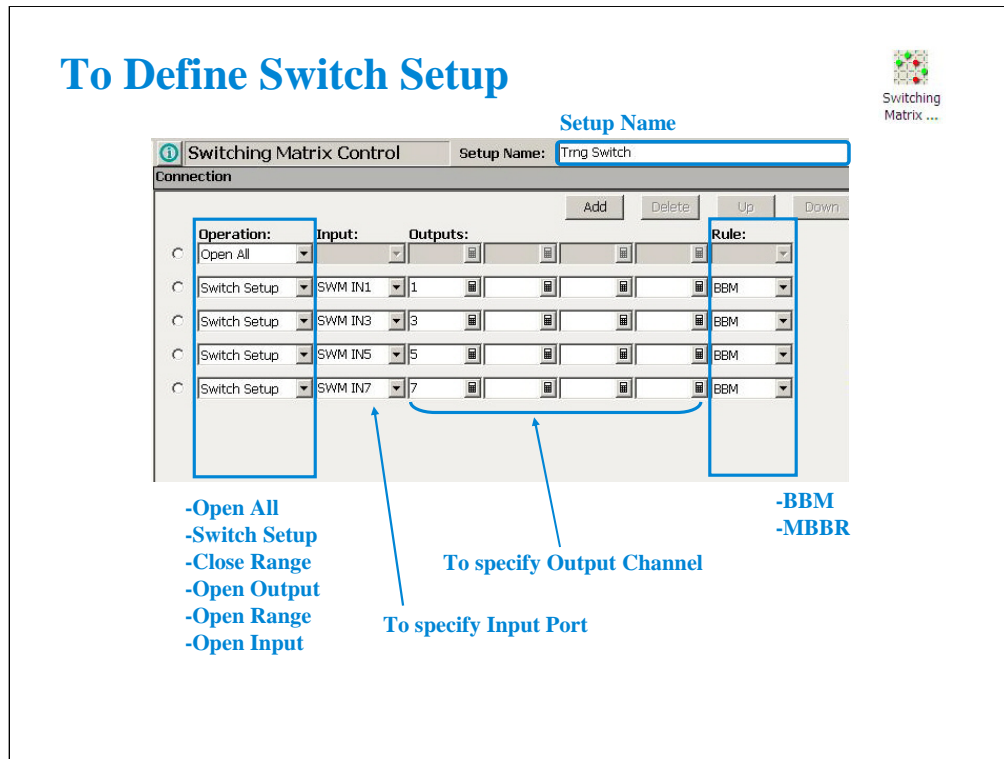 To Define Switch Setup
Switching
Matrix ...
Setup Name
Switching Matrix Control Setup Name: Trng Switch
Connection
Add Delete Up Down
Operation: Input: Outputs: Rule:
Open All
Switch Setup SWM IN1 1 BBM
Switch Setup SWM IN3 3 BBM
Switch Setup SWM IN5 5 BBM
Switch Setup SWM IN7 7 BBM
-Open All
-Switch Setup
-Close Range
-Open Output
-Open Range
-Open Input
To specify Input Port
To specify Output Channel
-BBM
-MBBR